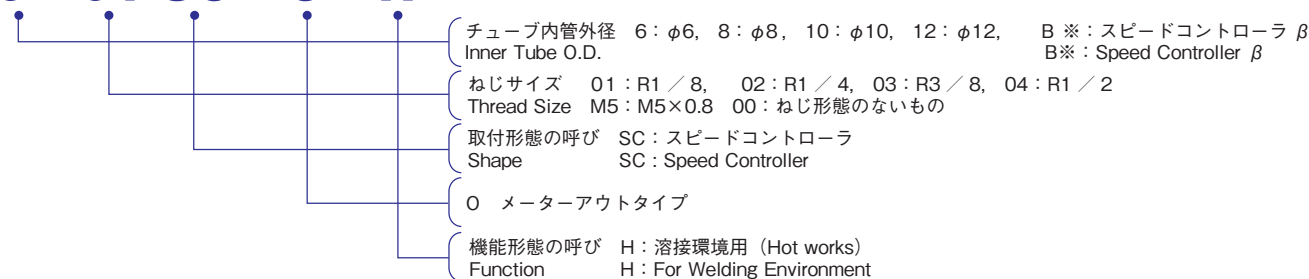 チューブ内管外径 6：φ6, 8：φ8, 10：φ10, 12：φ12, B ※：スピードコントローラ β
Inner Tube O.D. B※：Speed Controller β
ねじサイズ 01：R1 ／ 8, 02：R1 ／ 4, 03：R3 ／ 8, 04：R1 ／ 2
Thread Size M5：M5×0.8 00：ねじ形態のないもの
取付形態の呼び SC：スピードコントローラ
Shape SC : Speed Controller
O メーターアウトタイプ
機能形態の呼び H：溶接環境用（Hot works）
Function H：For Welding Environment